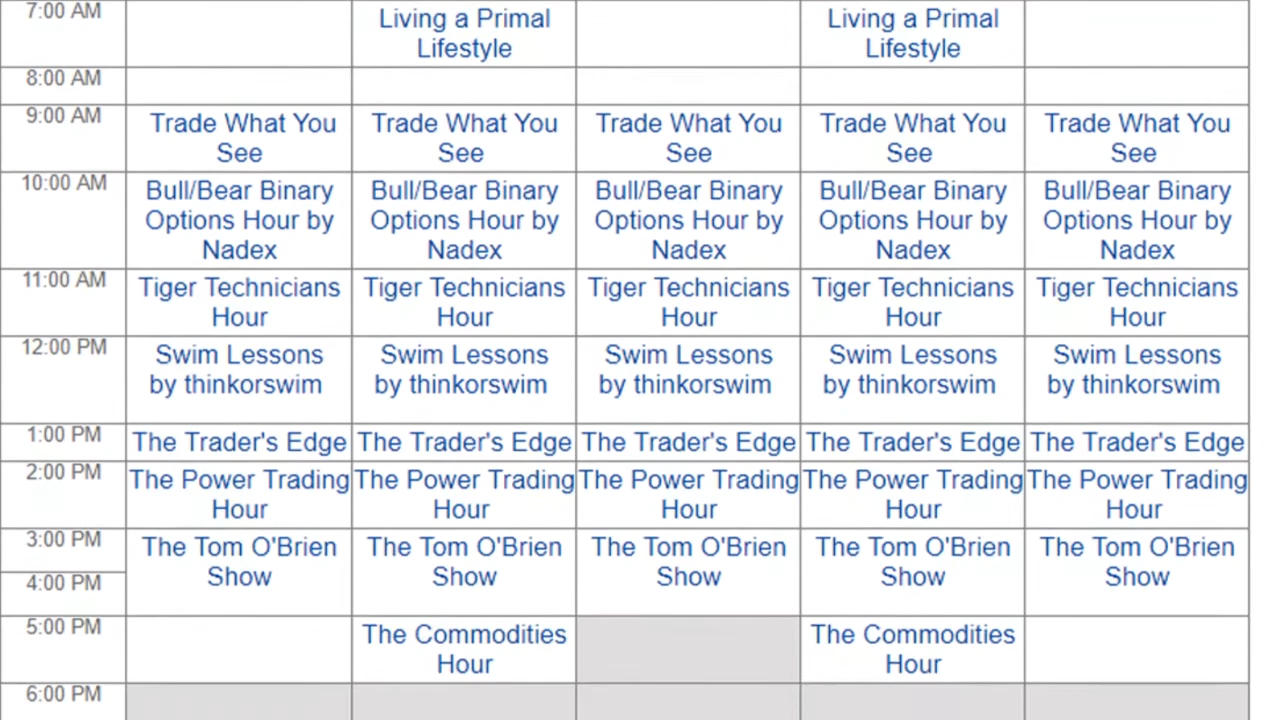 7:00 AM
Living a Primal
Lifestyle
Living a Primal
Lifestyle
8:00 AM
9:00 AM
Trade What You
See
Trade What You
See
Trade What You
See
Trade What You
See
Trade What You
See
10:00 AM
Bull/Bear Binary
Options Hour by
Nadex
Bull/Bear Binary
Options Hour by
Nadex
Bull/Bear Binary
Options Hour by
Nadex
Bull/Bear Binary
Options Hour by
Nadex
Bull/Bear Binary
Options Hour by
Nadex
11:00 AM
Tiger Technicians
Hour
Tiger Technicians
Hour
Tiger Technicians
Hour
Tiger Technicians
Hour
Tiger Technicians
Hour
12:00 PM
Swim Lessons
by thinkorswim
Swim Lessons
by thinkorswim
Swim Lessons
by thinkorswim
Swim Lessons
by thinkorswim
Swim Lessons
by thinkorswim
1:00 PM
The Trader's Edge
The Trader's Edge
The Trader's Edge
The Trader's Edge
The Trader's Edge
2:00 PM
The Power Trading
Hour
The Power Trading
Hour
The Power Trading
Hour
The Power Trading
Hour
The Power Trading
Hour
3:00 PM
The Tom O'Brien
Show
The Tom O'Brien
Show
The Tom O'Brien
Show
The Tom O'Brien
Show
The Tom O'Brien
Show
4:00 PM
5:00 PM
The Commodities
Hour
The Commodities
Hour
6:00 PM